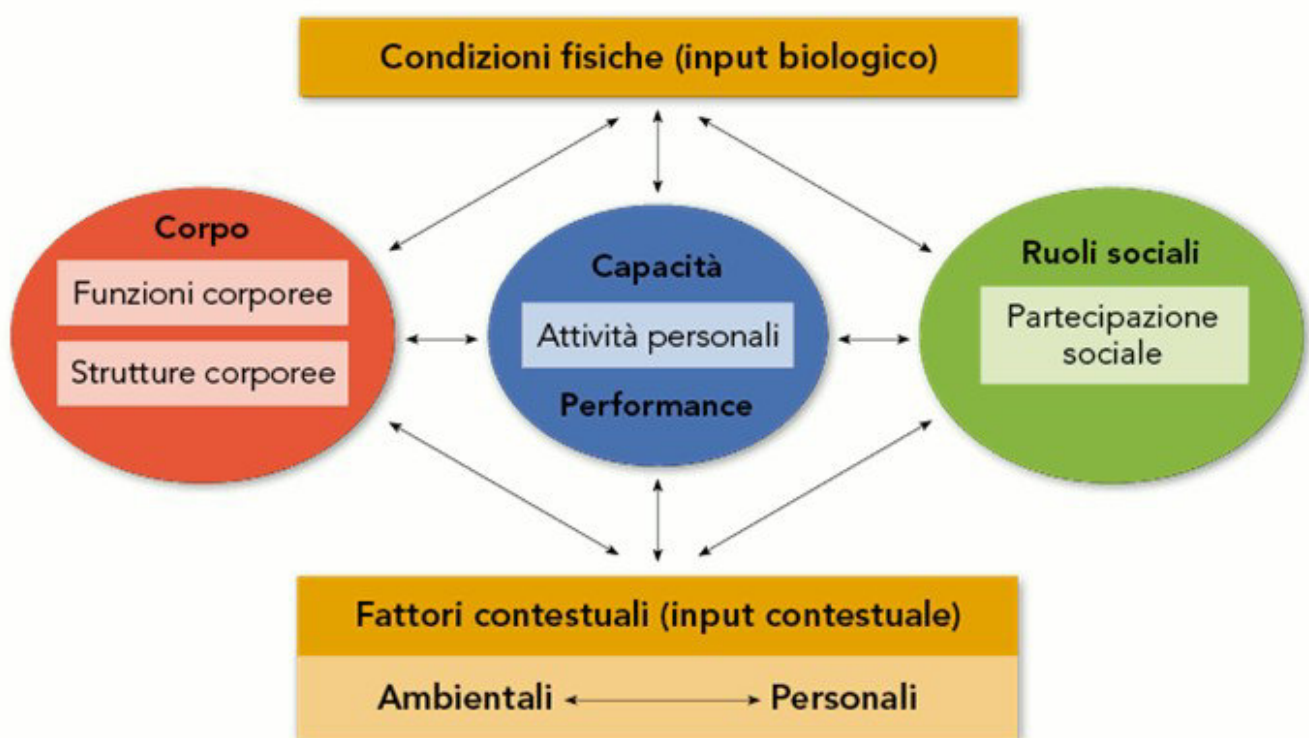 Condizioni fisiche (input biologico)
Corpo
Funzioni corporee
Strutture corporee
Capacità
Attività personali
Performance
Ruoli sociali
Partecipazione
sociale
Fattori contestuali (input contestuale)
Ambientali Personali